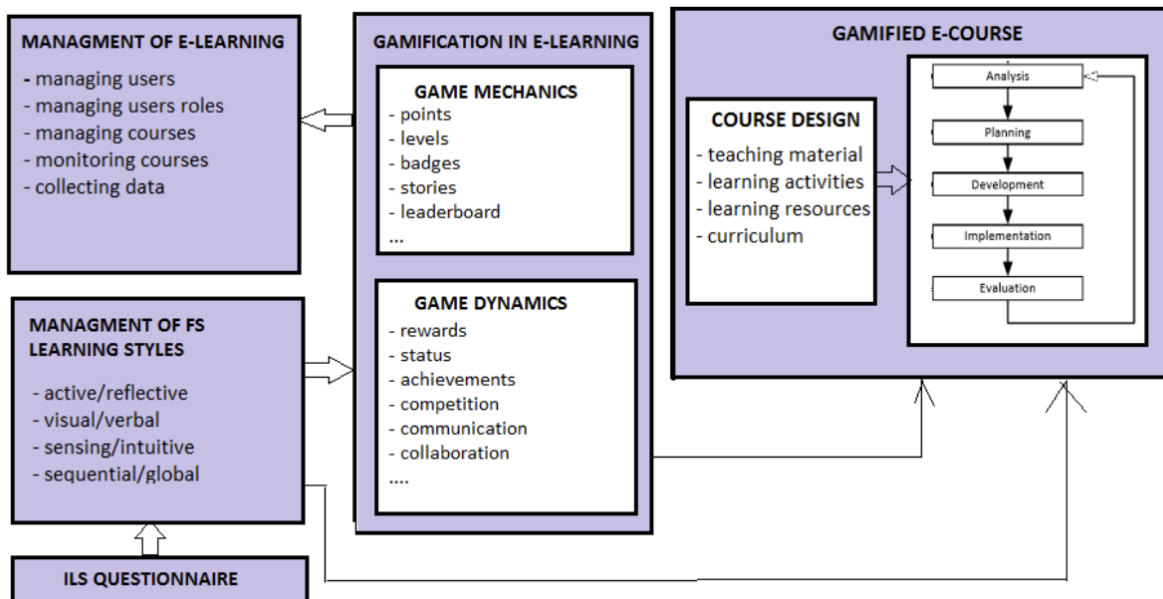 MANAGMENT OF E-LEARNING
- managing users
- managing users roles
- managing courses
- monitoring courses
- collecting data
MANAGMENT OF FS
LEARNING STYLES
- active/reflective
- visual/verbal
- sensing/intuitive
- sequential/global
ILS QUESTIONNAIRE
GAMIFICATION IN E-LEARNING
GAME MECHANICS
- points
- levels
- badges
- stories
- leaderboard
...
GAME DYNAMICS
- rewards
- status
- achievements
- competition
- communication
- collaboration
....
GAMIFIED E-COURSE
COURSE DESIGN
- teaching material
- learning activities
- learning resources
- curriculum
Analysis
Planning
Development
Implementation
Evaluation